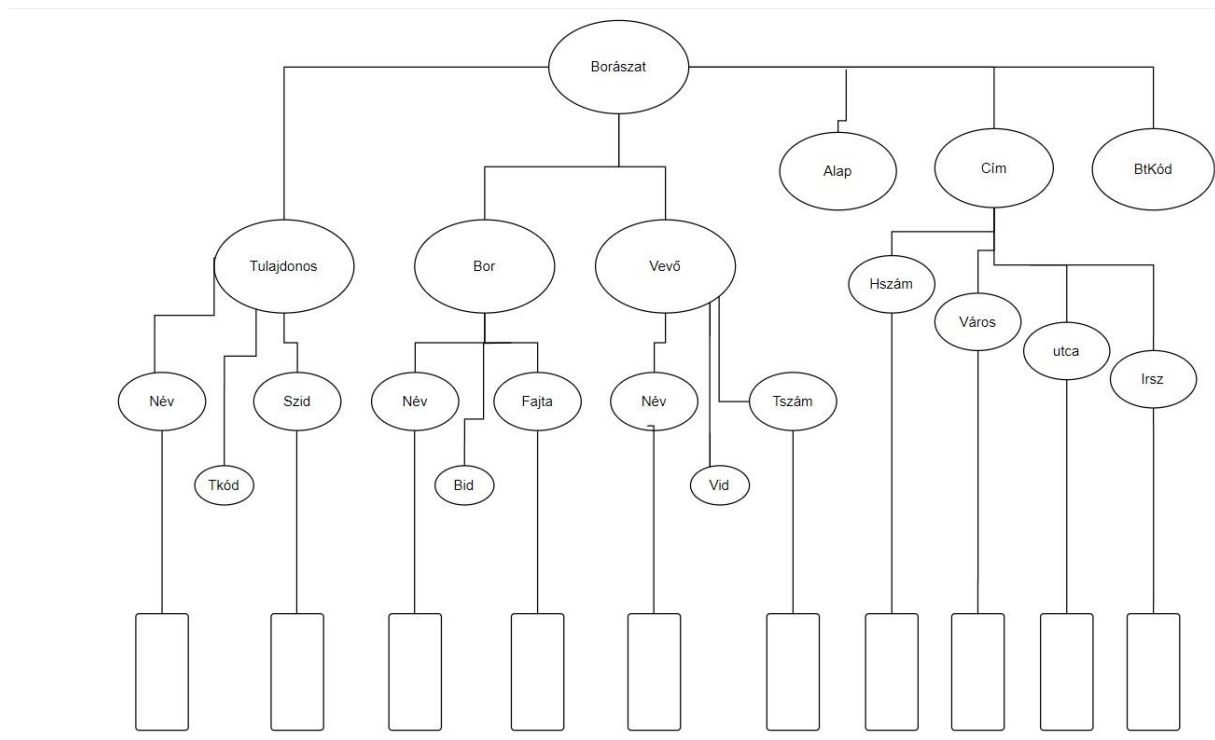 Borászat
Alap
Cím
BtKód
Tulajdonos
Bor
Vevő
Hszám
Város
utca
Irsz
Név
Szid
Név
Fajta
Név
Tszám
Tkód
Bid
Vid